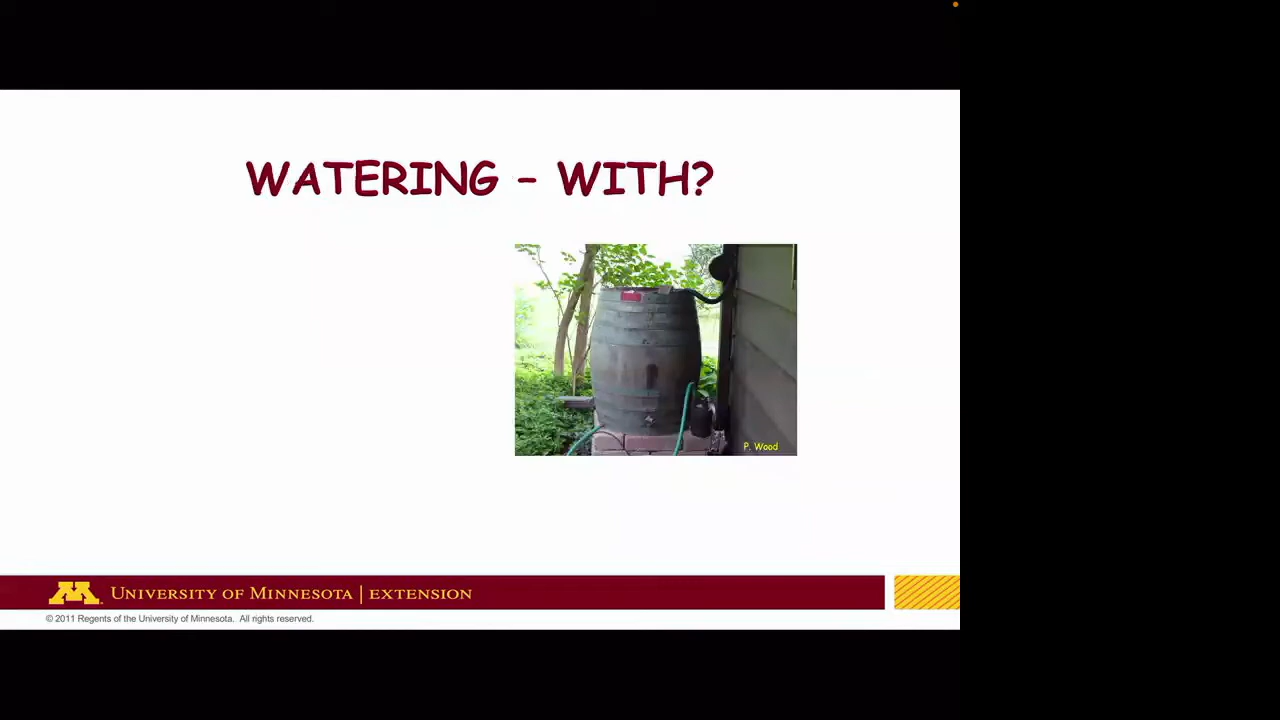 WATERING – WITH?
P. Wood
UNIVERSITY OF MINNESOTA | EXTENSION
© 2011 Regents of the University of Minnesota. All rights reserved.